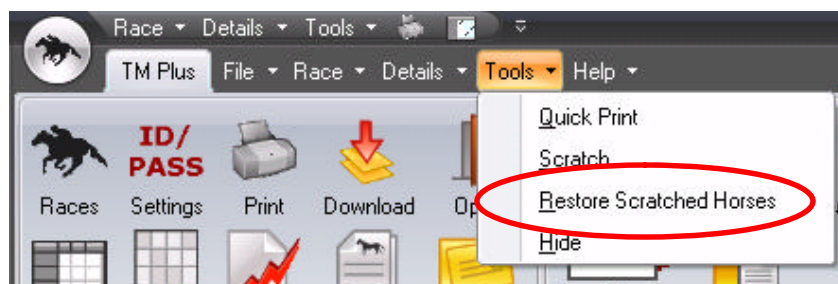 Race Details Tools
TM Plus File Race Details Tools Help
Quick Print
Scratch
Restore Scratched Horses
Hide
ID/
PASS
Races Settings Print Download